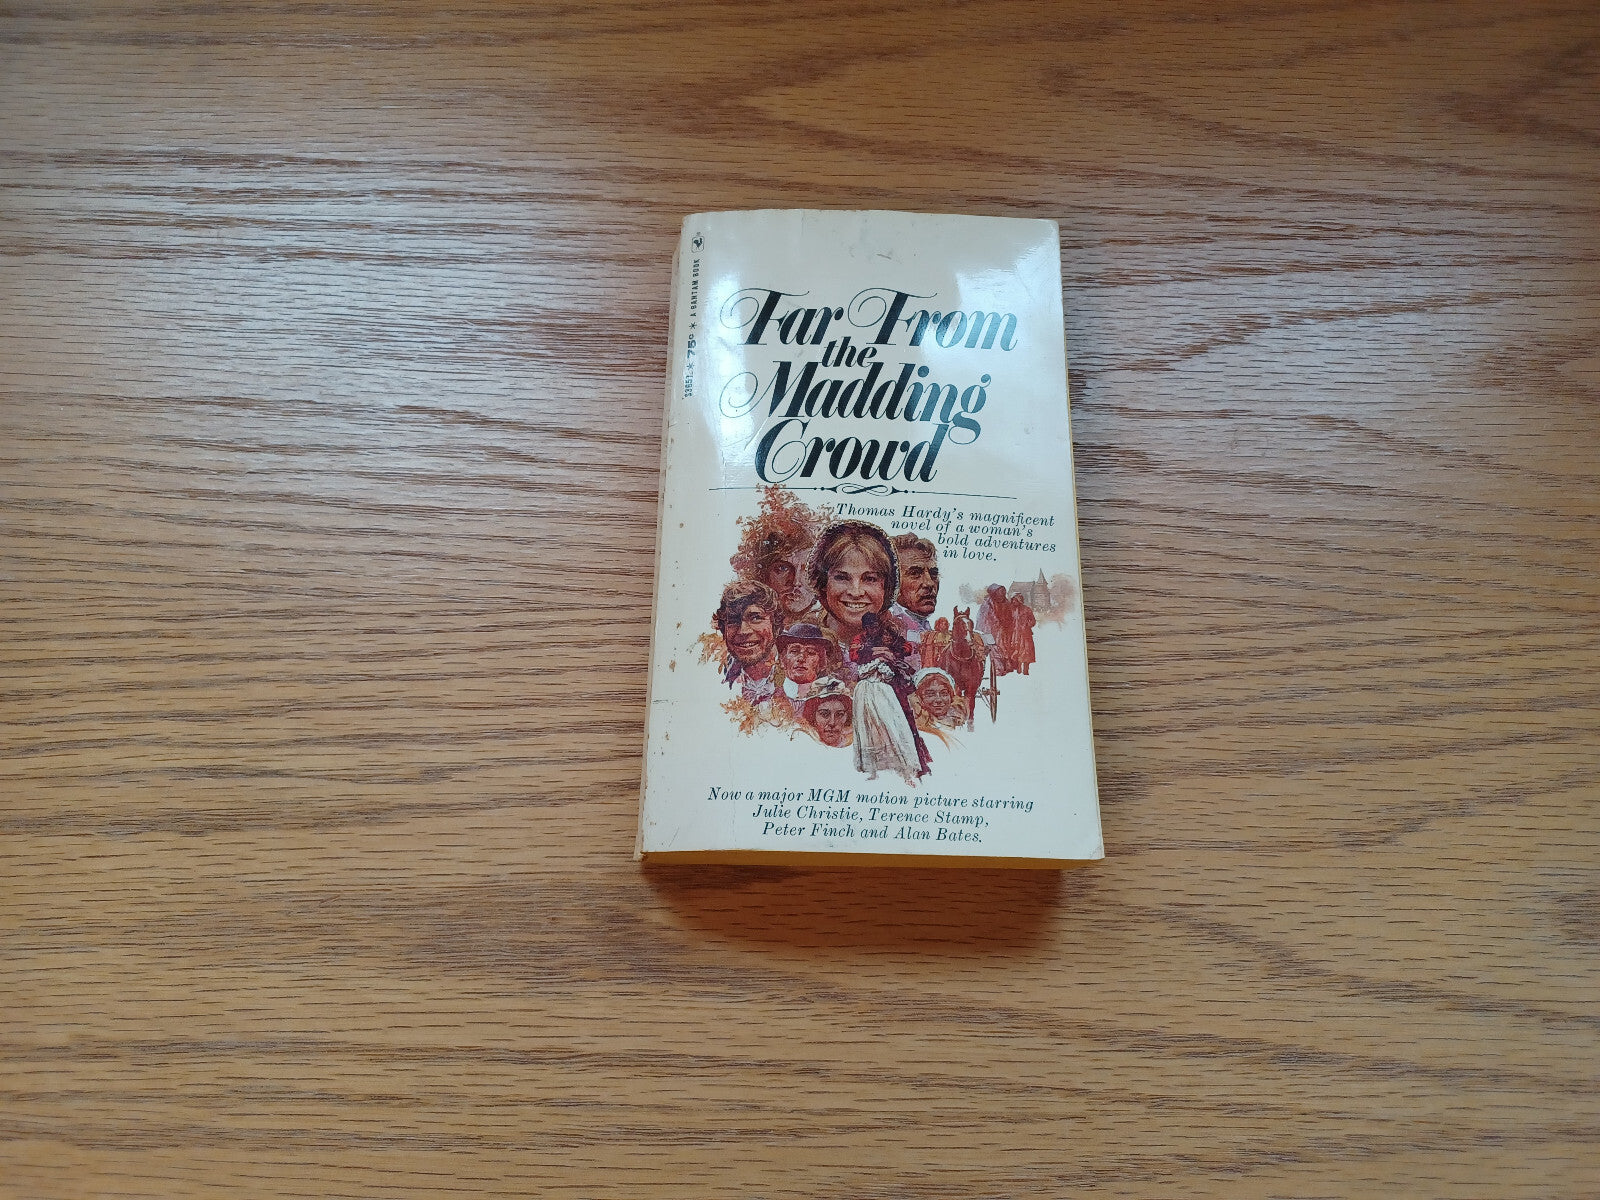 S3651 * 75¢ * A BANTAM BOOK
Far From
the
Madding
Crowd
Thomas Hardy's magnificent
novel of a woman's
bold adventures
in love.
Now a major MGM motion picture starring
Julie Christie, Terence Stamp,
Peter Finch and Alan Bates.